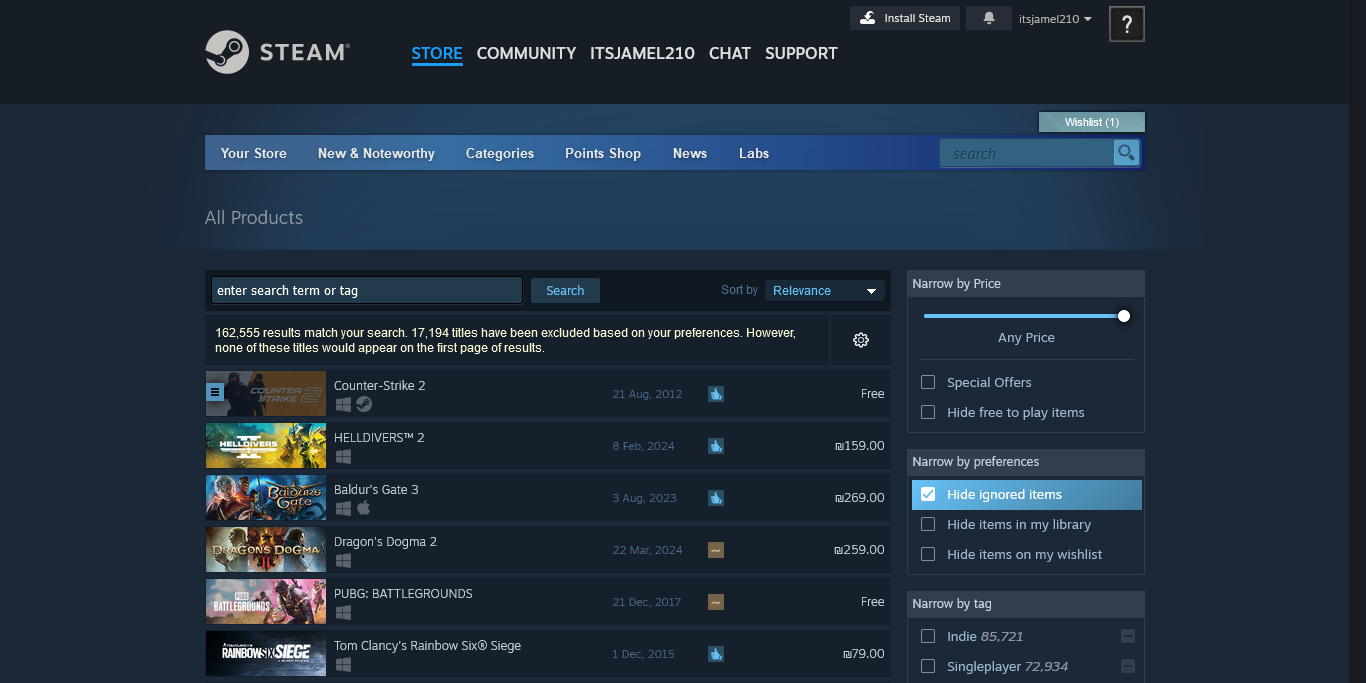 Install Steam
itsjamel210
?
STEAM®
STORE COMMUNITY ITSJAMEL210 CHAT SUPPORT
Wishlist (1)
Your Store New & Noteworthy Categories Points Shop News Labs
search
All Products
enter search term or tag
Search
Sort by Relevance
162,555 results match your search. 17,194 titles have been excluded based on your preferences. However,
none of these titles would appear on the first page of results.
COUNTER
STRIKE 2
Counter-Strike 2
21 Aug, 2012
Free
HELLDIVERS
II
HELLDIVERS™ 2
8 Feb, 2024
₪159.00
BALDUR'S
GATE
Baldur's Gate 3
3 Aug, 2023
₪269.00
DRAGON'S DOGMA
II
Dragon's Dogma 2
22 Mar, 2024
₪259.00
PUBG
BATTLEGROUNDS
PUBG: BATTLEGROUNDS
21 Dec, 2017
Free
TOM CLANCY'S
RAINBOW SIX SIEGE
Tom Clancy's Rainbow Six® Siege
1 Dec, 2015
₪79.00
Narrow by Price
Any Price
Special Offers
Hide free to play items
Narrow by preferences
Hide ignored items
Hide items in my library
Hide items on my wishlist
Narrow by tag
Indie 85,721
Singleplayer 72,934